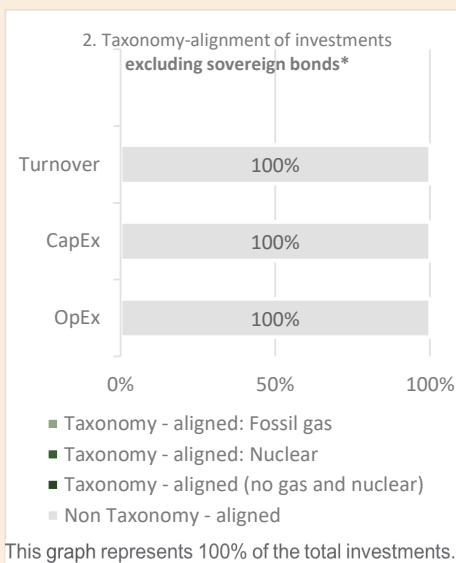 2. Taxonomy-alignment of investments
excluding sovereign bonds*
Turnover 100%
CapEx 100%
OpEx 100%
0% 50% 100%
Taxonomy - aligned: Fossil gas
Taxonomy - aligned: Nuclear
Taxonomy - aligned (no gas and nuclear)
Non Taxonomy - aligned
This graph represents 100% of the total investments.